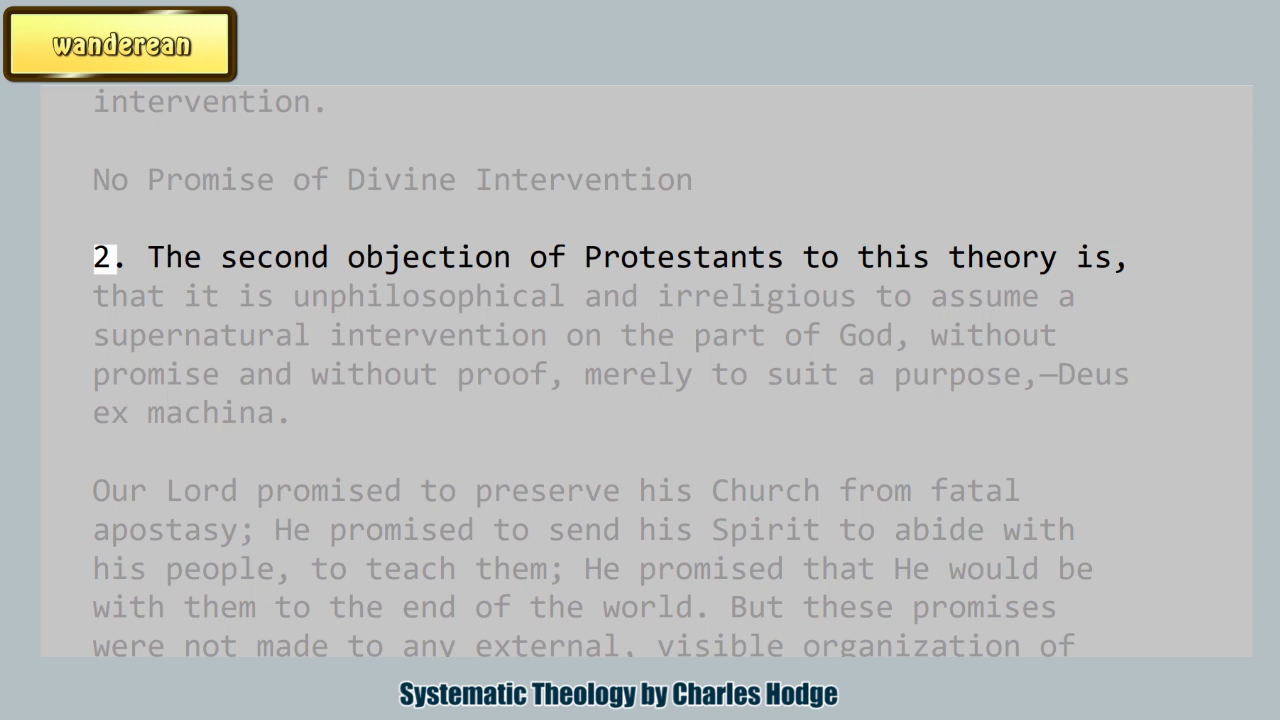 wanderean
intervention.
No Promise of Divine Intervention
2. The second objection of Protestants to this theory is,
that it is unphilosophical and irreligious to assume a
supernatural intervention on the part of God, without
promise and without proof, merely to suit a purpose,—Deus
ex machina.
Our Lord promised to preserve his Church from fatal
apostasy; He promised to send his Spirit to abide with
his people, to teach them; He promised that He would be
with them to the end of the world. But these promises
were not made to any external, visible organization of
Systematic Theology by Charles Hodge